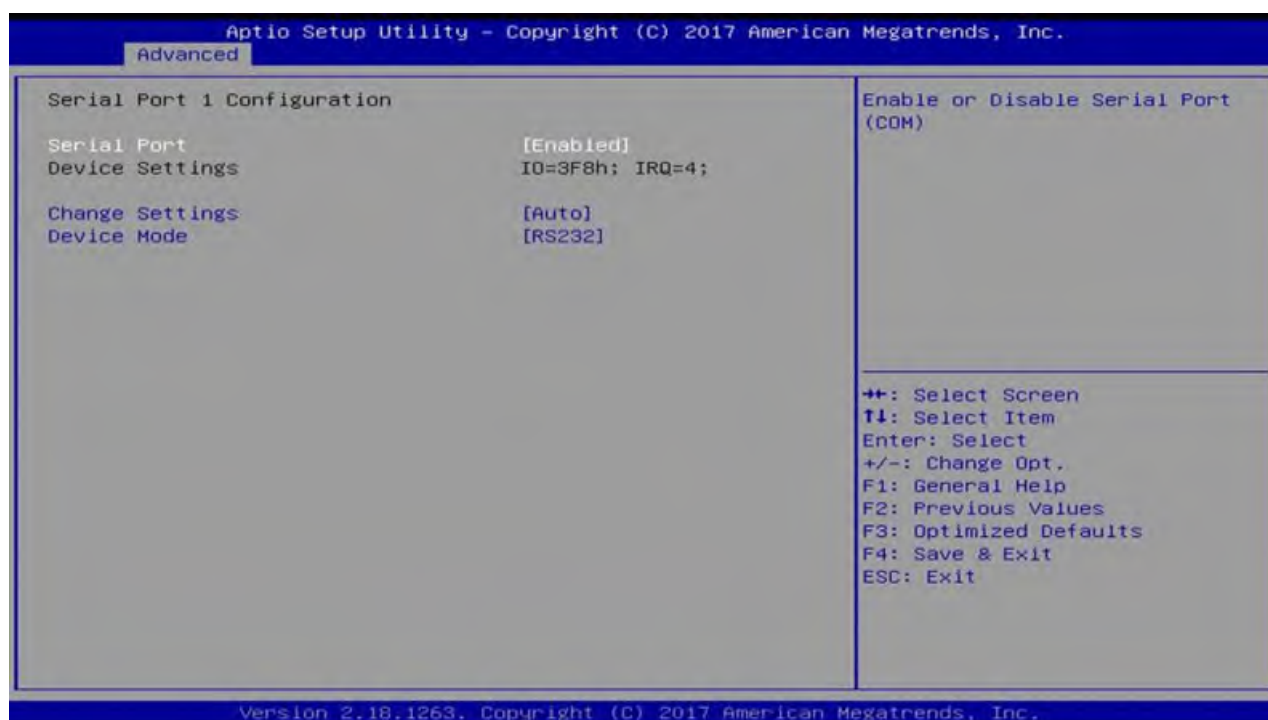 Aptio Setup Utility – Copyright (C) 2017 American Megatrends, Inc.
Advanced
Serial Port 1 Configuration
Serial Port [Enabled]
Device Settings IO=3F8h; IRQ=4;
Change Settings [Auto]
Device Mode [RS232]
Enable or Disable Serial Port
(COM)
→←: Select Screen
↑↓: Select Item
Enter: Select
+/-: Change Opt.
F1: General Help
F2: Previous Values
F3: Optimized Defaults
F4: Save & Exit
ESC: Exit
Version 2.18.1263. Copyright (C) 2017 American Megatrends, Inc.